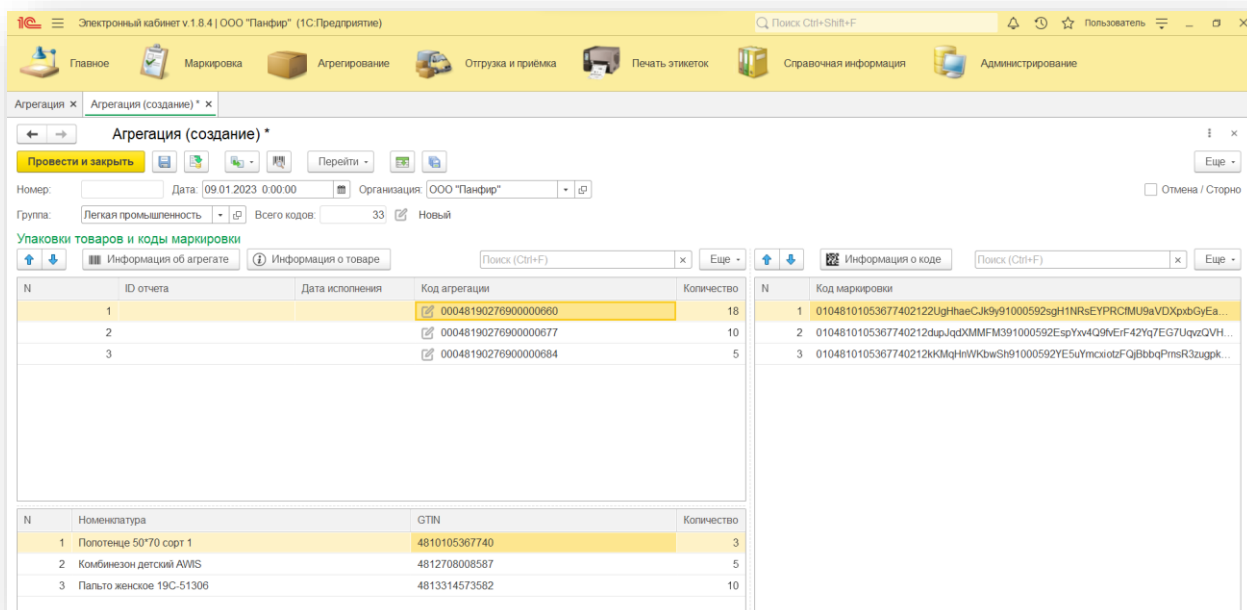 1С Электронный кабинет v.1.8.4 | ООО "Панфир" (1С:Предприятие) Поиск Ctrl+Shift+F Пользователь
Главное Маркировка Агрегирование Отгрузка и приёмка Печать этикеток Справочная информация Администрирование
Агрегация × Агрегация (создание) * ×
Агрегация (создание) *
Провести и закрыть Перейти Еще
Номер: Дата: 09.01.2023 0:00:00 Организация: ООО "Панфир" Отмена / Сторно
Группа: Легкая промышленность Всего кодов: 33 Новый
Упаковки товаров и коды маркировки
Информация об агрегате Информация о товаре Поиск (Ctrl+F) × Еще Информация о коде Поиск (Ctrl+F) × Еще
N ID отчета Дата исполнения Код агрегации Количество N Код маркировки
1 00048190276900000660 18 1 01048101053677402122UgHhaeCJk9y91000592sgH1NRsEYPRCfMU9aVDXpxbGyEa...
2 00048190276900000677 10 2 0104810105367740212dupJqdXMMFM391000592EspYxv4Q9fvErF42Yq7EG7UqvzQVH...
3 00048190276900000684 5 3 0104810105367740212kKMqHnWKbwSh91000592YE5uYmcxiotzFQjBbbqPrnsR3zugpk...
N Номенклатура GTIN Количество
1 Полотенце 50*70 сорт 1 4810105367740 3
2 Комбинезон детский AWIS 4812708008587 5
3 Пальто женское 19С-51306 4813314573582 10